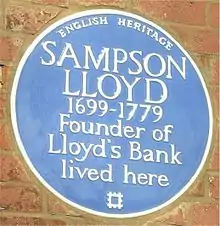 ENGLISH HERITAGE
SAMPSON
LLOYD
1699-1779
Founder of
Lloyd's Bank
lived here